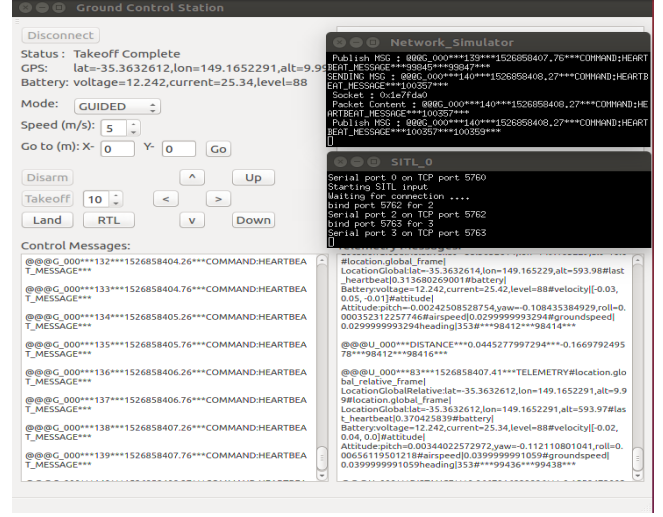 Ground Control Station
Disconnect
Status : Takeoff Complete
GPS: lat=-35.3632612,lon=149.1652291,alt=9.9
Battery: voltage=12.242,current=25.34,level=88
Mode: GUIDED
Speed (m/s): 5
Go to (m): X- 0 Y- 0 Go
Disarm ^ Up
Takeoff 10 < >
Land RTL v Down
Network_Simulator
Publish MSG : @@@G_000***139***1526858407.76***COMMAND:HEART
BEAT_MESSAGE***99845***99847***
SENDING MSG : @@@G_000***140***1526858408.27***COMMAND:HEARTB
EAT_MESSAGE***100357***
Socket : 0x1e7fda0
Packet Content : @@@G_000***140***1526858408.27***COMMAND:HE
ARTBEAT_MESSAGE***100357***
Publish MSG : @@@G_000***140***1526858408.27***COMMAND:HEART
BEAT_MESSAGE***100357***100359***
SITL_0
Serial port 0 on TCP port 5760
Starting SITL input
Waiting for connection ....
bind port 5762 for 2
Serial port 2 on TCP port 5762
bind port 5763 for 3
Serial port 3 on TCP port 5763
Control Messages:
@@@G_000***132***1526858404.26***COMMAND:HEARTBEA
T_MESSAGE***
@@@G_000***133***1526858404.76***COMMAND:HEARTBEA
T_MESSAGE***
@@@G_000***134***1526858405.26***COMMAND:HEARTBEA
T_MESSAGE***
@@@G_000***135***1526858405.76***COMMAND:HEARTBEA
T_MESSAGE***
@@@G_000***136***1526858406.26***COMMAND:HEARTBEA
T_MESSAGE***
@@@G_000***137***1526858406.76***COMMAND:HEARTBEA
T_MESSAGE***
@@@G_000***138***1526858407.26***COMMAND:HEARTBEA
T_MESSAGE***
@@@G_000***139***1526858407.76***COMMAND:HEARTBEA
T_MESSAGE***
Telemetry Messages:
#location.global_frame|
LocationGlobal:lat=-35.3632614,lon=149.165229,alt=593.98#last
_heartbeat|0.313680269001#battery|
Battery:voltage=12.242,current=25.42,level=88#velocity|[-0.03,
0.05, -0.01]#attitude|
Attitude:pitch=-0.00242508528754,yaw=-0.108435384929,roll=0.
000352312257746#airspeed|0.0299999993294#groundspeed|
0.0299999993294heading|353#***98412***98414***
@@@U_000***DISTANCE***0.0445277997294***-0.166979249​5
78***98412***98416***
@@@U_000***83***1526858407.41***TELEMETRY#location.glo
bal_relative_frame|
LocationGlobalRelative:lat=-35.3632612,lon=149.1652291,alt=9.9
9#location.global_frame|
LocationGlobal:lat=-35.3632612,lon=149.1652291,alt=593.97#las
t_heartbeat|0.370425839#battery|
Battery:voltage=12.242,current=25.34,level=88#velocity|[-0.02,
0.04, 0.0]#attitude|
Attitude:pitch=0.00344022572972,yaw=-0.112110801041,roll=0.
00656119501218#airspeed|0.0399999991059#groundspeed|
0.0399999991059heading|353#***99436***99438***